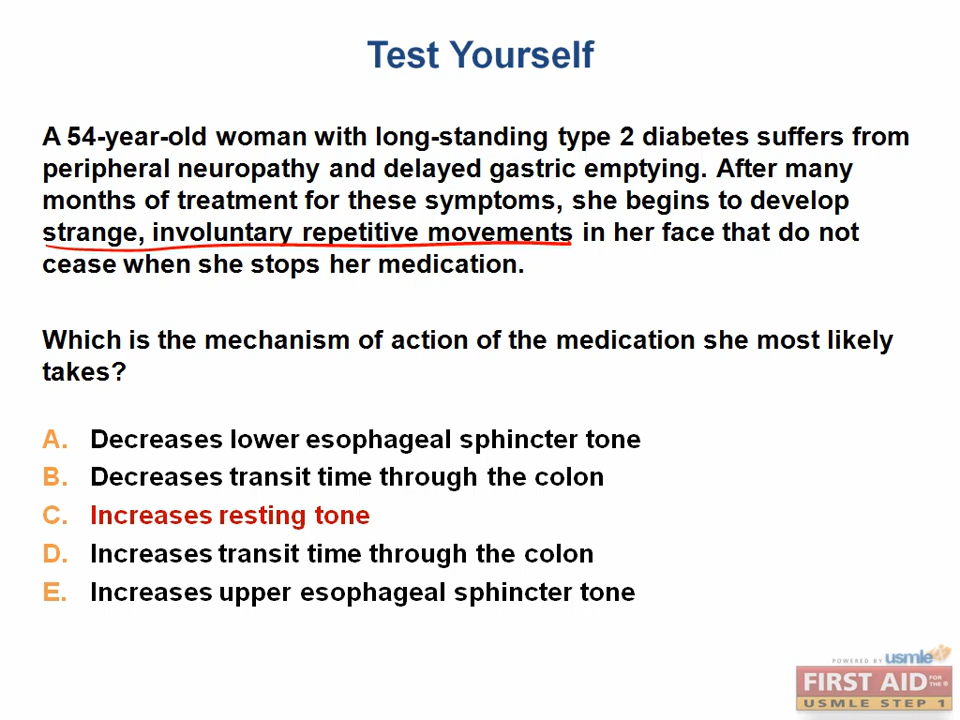 Test Yourself
A 54-year-old woman with long-standing type 2 diabetes suffers from
peripheral neuropathy and delayed gastric emptying. After many
months of treatment for these symptoms, she begins to develop
strange, involuntary repetitive movements in her face that do not
cease when she stops her medication.
Which is the mechanism of action of the medication she most likely
takes?
A. Decreases lower esophageal sphincter tone
B. Decreases transit time through the colon
C. Increases resting tone
D. Increases transit time through the colon
E. Increases upper esophageal sphincter tone
POWERED BY usmle
FIRST AID FOR THE
USMLE STEP 1